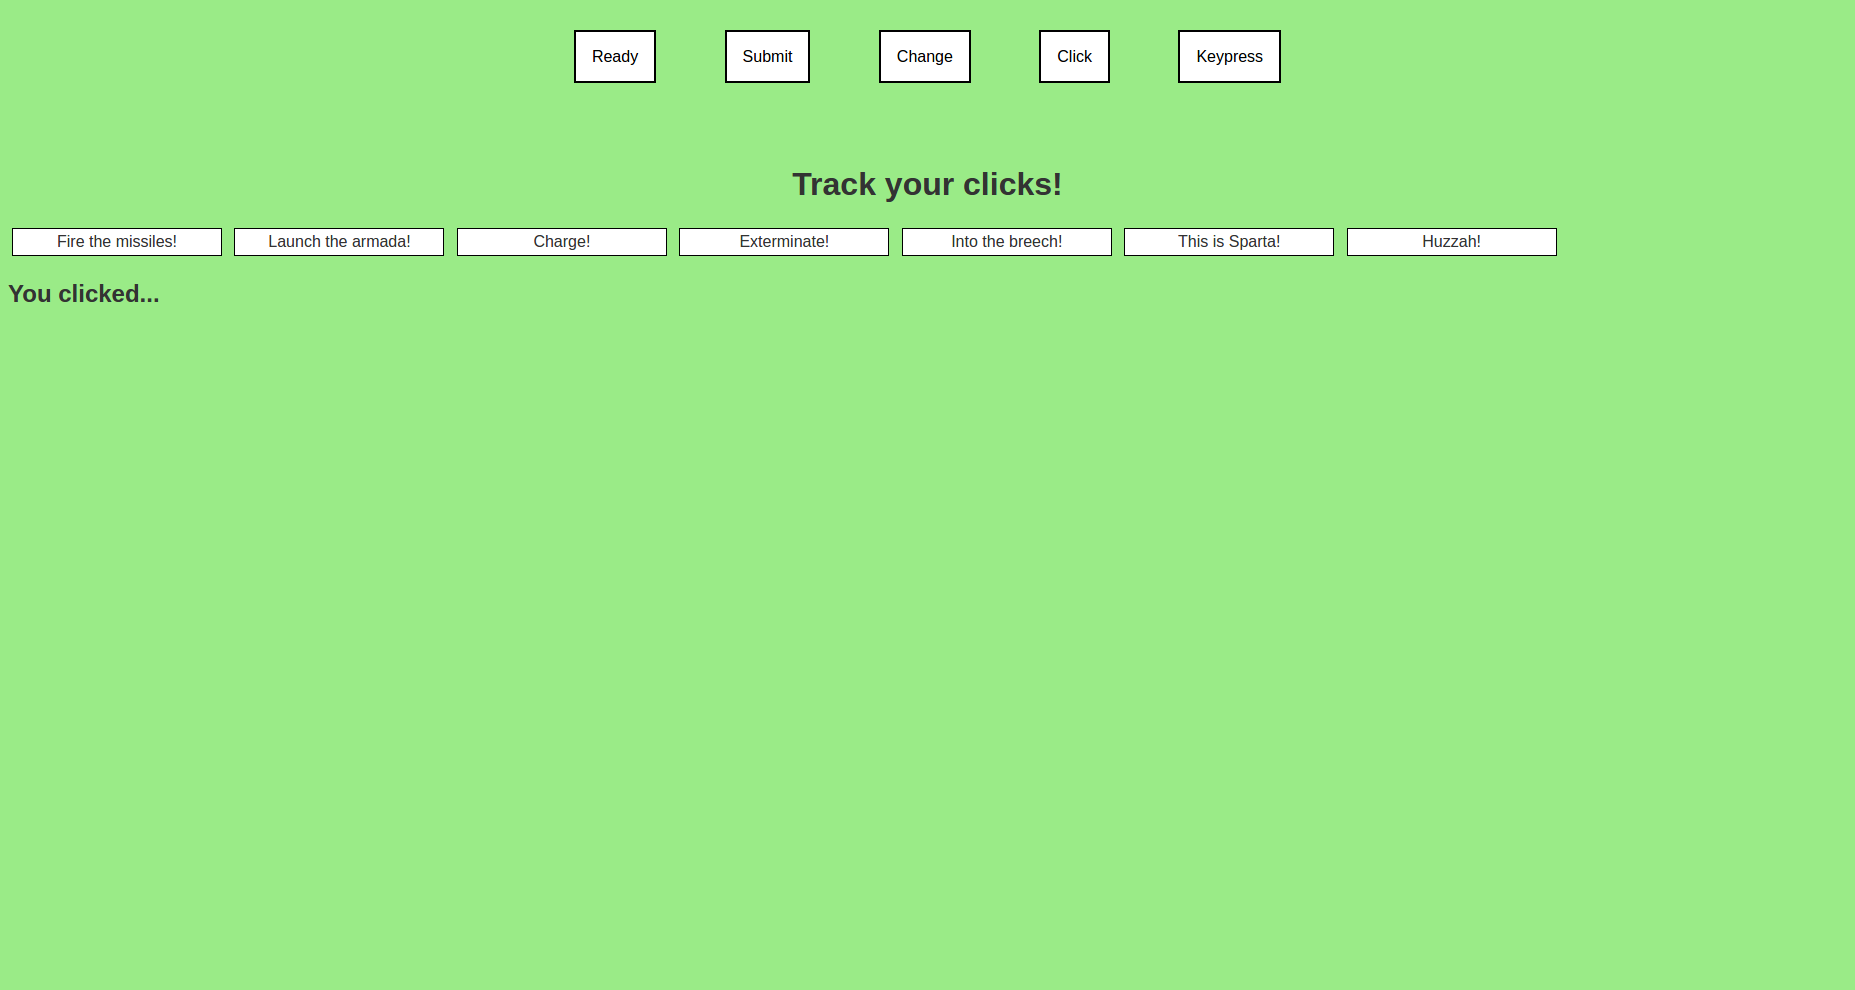 Ready Submit Change Click Keypress
Track your clicks!
Fire the missiles! Launch the armada! Charge! Exterminate! Into the breech! This is Sparta! Huzzah!
You clicked...